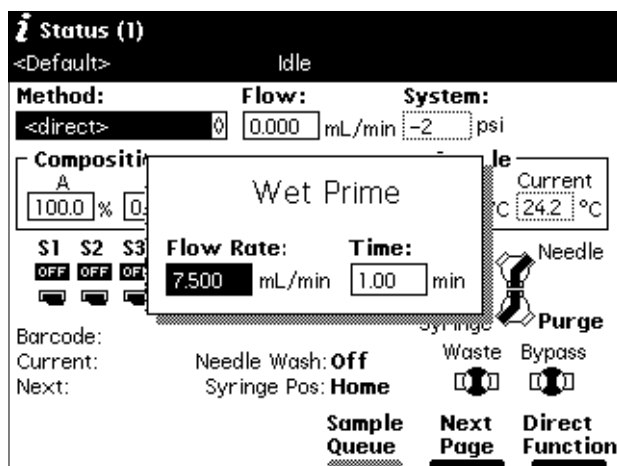 i Status (1)
<Default> Idle
Method: Flow: System:
<direct> 0.000 mL/min -2 psi
A Current
100.0 % °C 24.2 °C
Wet Prime
S1 S2 S3 Flow Rate: Time: Needle
OFF OFF 7.500 mL/min 1.00 min
Purge
Barcode:
Current: Needle Wash: Off Waste Bypass
Next: Syringe Pos: Home
Sample Next Direct
Queue Page Function